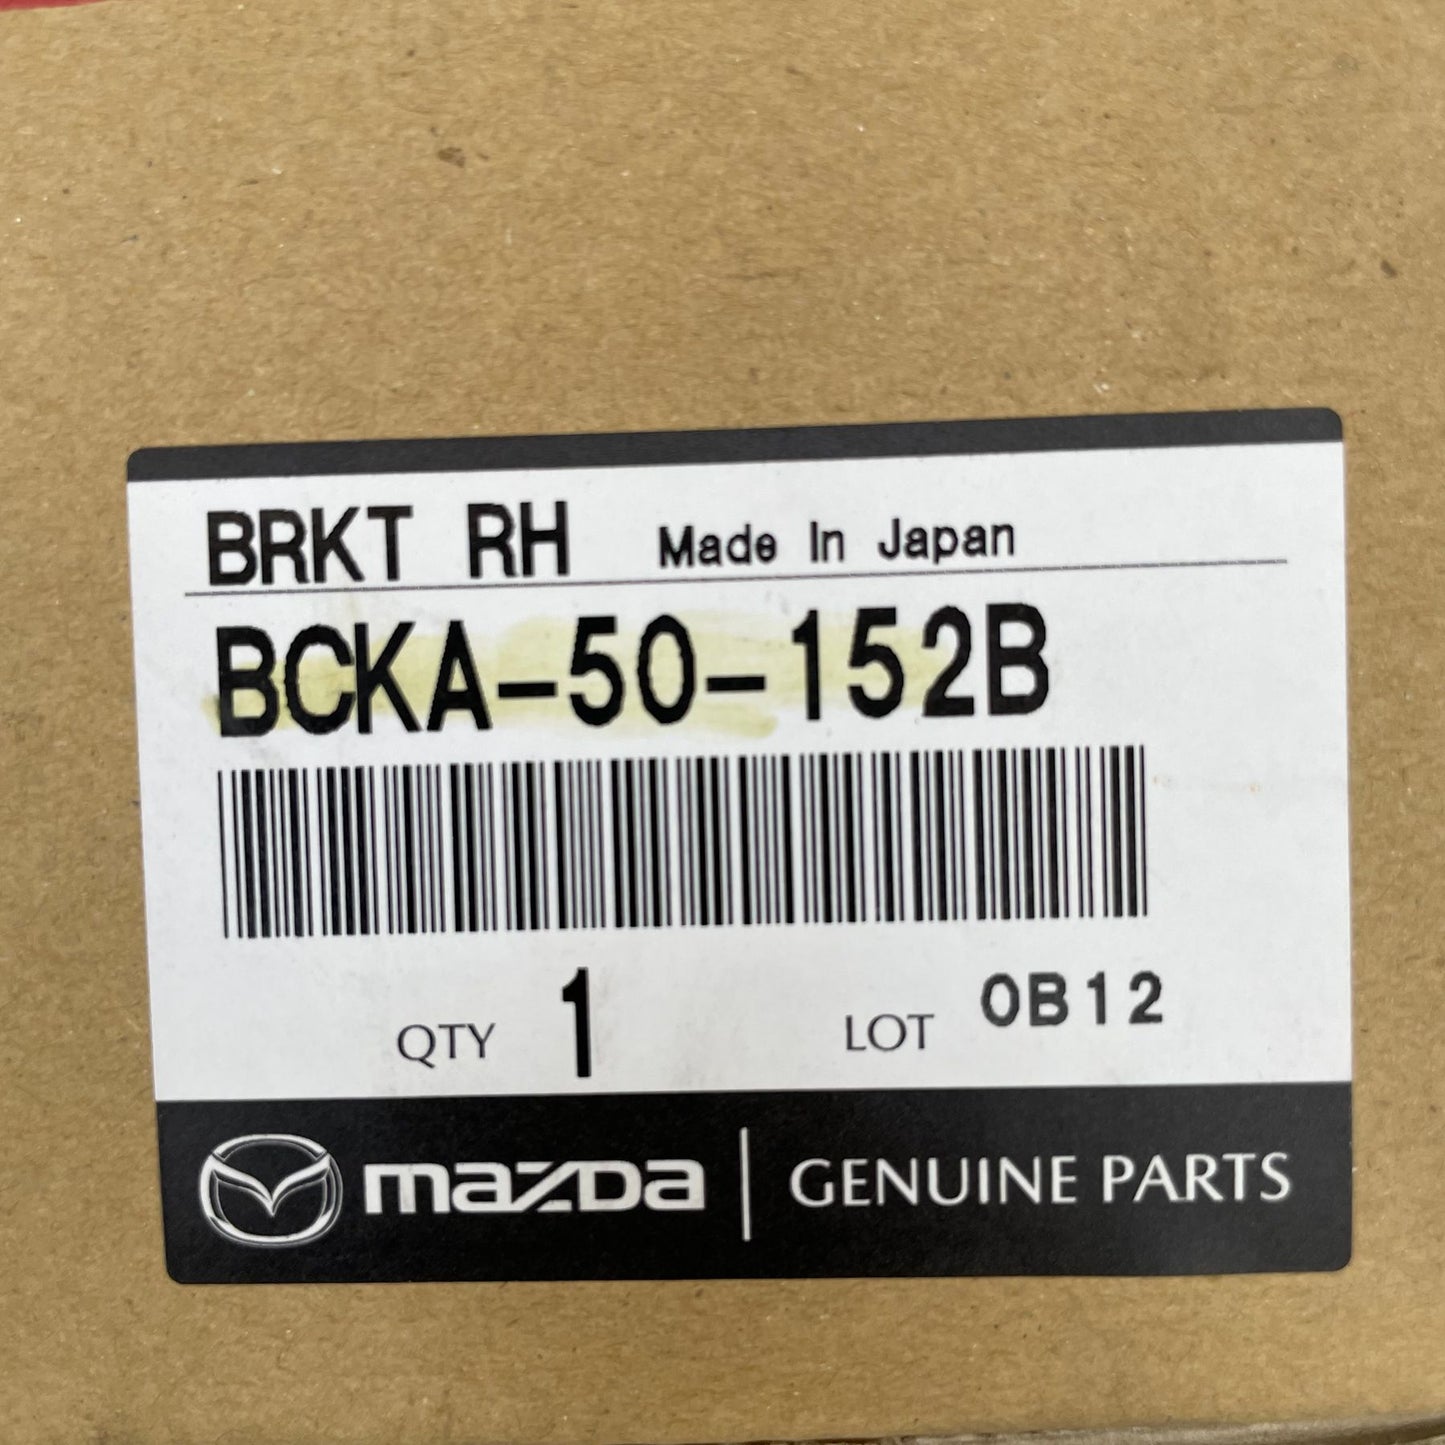 BRKT RH Made In Japan
BCKA-50-152B
QTY 1 LOT 0B12
mazda GENUINE PARTS